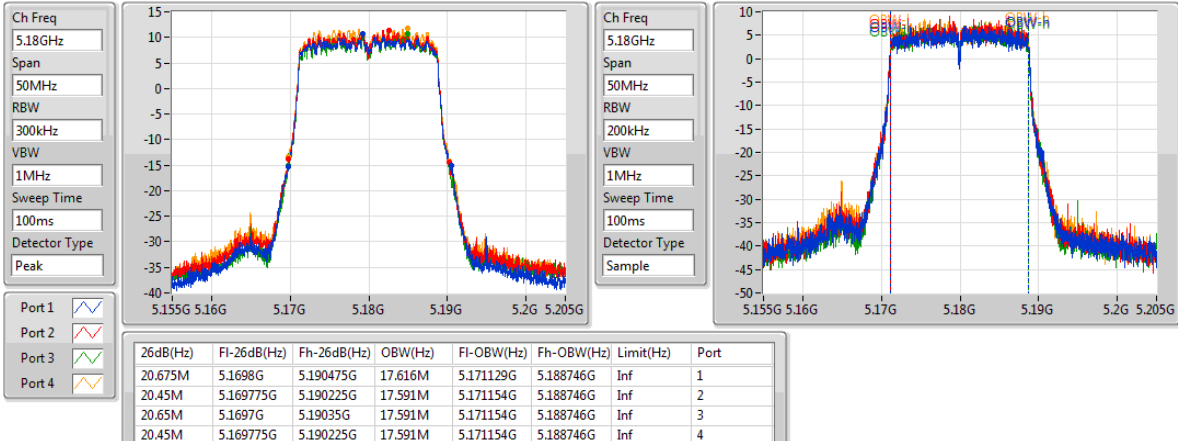 Ch Freq
5.18GHz
Span
50MHz
RBW
300kHz
VBW
1MHz
Sweep Time
100ms
Detector Type
Peak
15
10
5
0
-5
-10
-15
-20
-25
-30
-35
-40
5.155G 5.16G 5.17G 5.18G 5.19G 5.2G 5.205G
Ch Freq
5.18GHz
Span
50MHz
RBW
200kHz
VBW
1MHz
Sweep Time
100ms
Detector Type
Sample
10
5
0
-5
-10
-15
-20
-25
-30
-35
-40
-45
-50
5.155G 5.16G 5.17G 5.18G 5.19G 5.2G 5.205G
Port 1
Port 2
Port 3
Port 4
26dB(Hz) Fl-26dB(Hz) Fh-26dB(Hz) OBW(Hz) Fl-OBW(Hz) Fh-OBW(Hz) Limit(Hz) Port
20.675M 5.1698G 5.190475G 17.616M 5.171129G 5.188746G Inf 1
20.45M 5.169775G 5.190225G 17.591M 5.171154G 5.188746G Inf 2
20.65M 5.1697G 5.19035G 17.591M 5.171154G 5.188746G Inf 3
20.45M 5.169775G 5.190225G 17.591M 5.171154G 5.188746G Inf 4